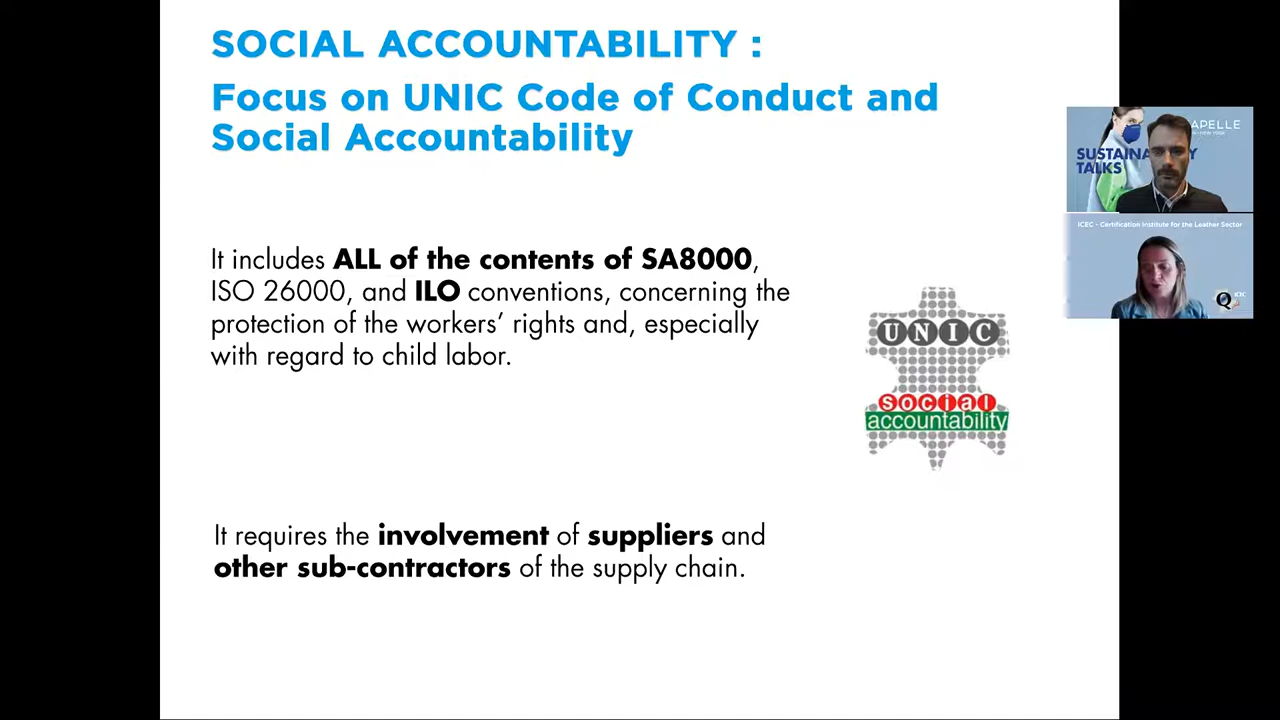 SOCIAL ACCOUNTABILITY :
Focus on UNIC Code of Conduct and
Social Accountability
It includes ALL of the contents of SA8000,
ISO 26000, and ILO conventions, concerning the
protection of the workers' rights and, especially
with regard to child labor.
UNIC
social
accountability
It requires the involvement of suppliers and
other sub-contractors of the supply chain.
APELLE
SUSTAINA Y
TALKS
ICEC - Certification Institute for the Leather Sector